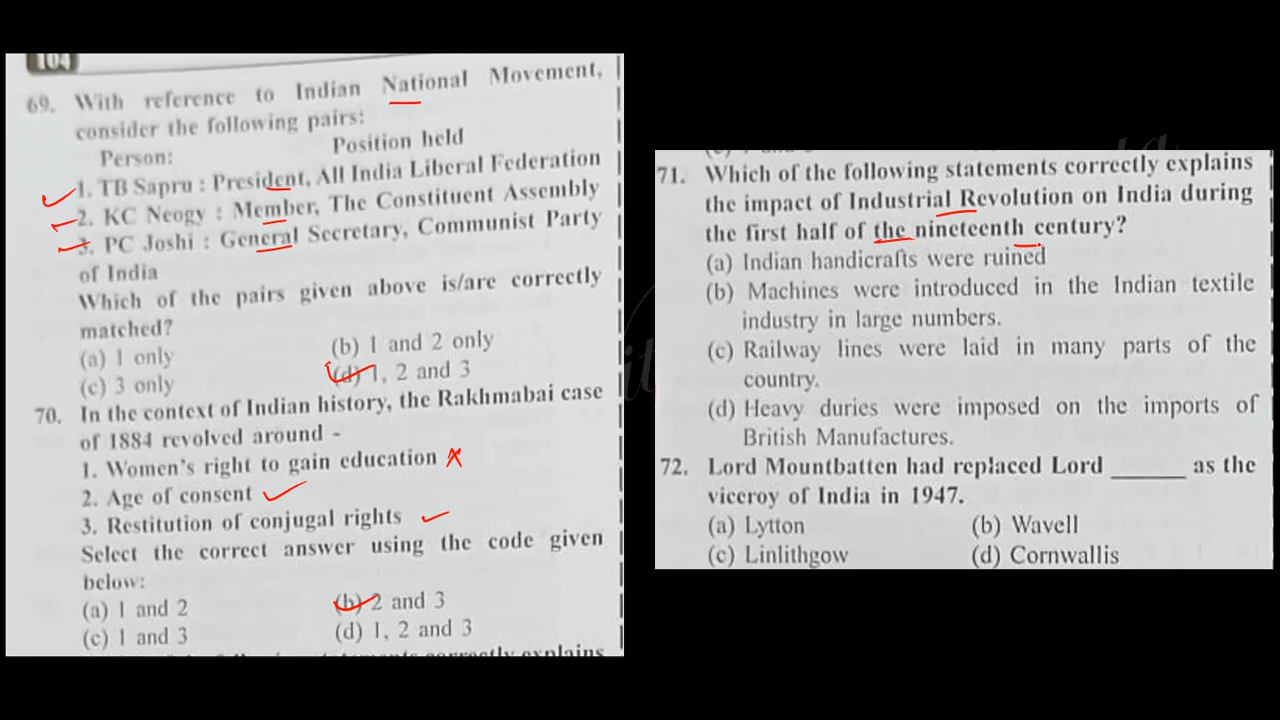 104
69. With reference to Indian National Movement,
consider the following pairs:
Person: Position held
1. TB Sapru : President, All India Liberal Federation
2. KC Neogy : Member, The Constituent Assembly
3. PC Joshi : General Secretary, Communist Party
of India
Which of the pairs given above is/are correctly
matched?
(a) 1 only (b) 1 and 2 only
(c) 3 only (d) 1, 2 and 3
70. In the context of Indian history, the Rakhmabai case
of 1884 revolved around -
1. Women's right to gain education
2. Age of consent
3. Restitution of conjugal rights
Select the correct answer using the code given
below:
(a) 1 and 2 (b) 2 and 3
(c) 1 and 3 (d) 1, 2 and 3
71. Which of the following statements correctly explains
the impact of Industrial Revolution on India during
the first half of the nineteenth century?
(a) Indian handicrafts were ruined
(b) Machines were introduced in the Indian textile
industry in large numbers.
(c) Railway lines were laid in many parts of the
country.
(d) Heavy duries were imposed on the imports of
British Manufactures.
72. Lord Mountbatten had replaced Lord ______ as the
viceroy of India in 1947.
(a) Lytton (b) Wavell
(c) Linlithgow (d) Cornwallis